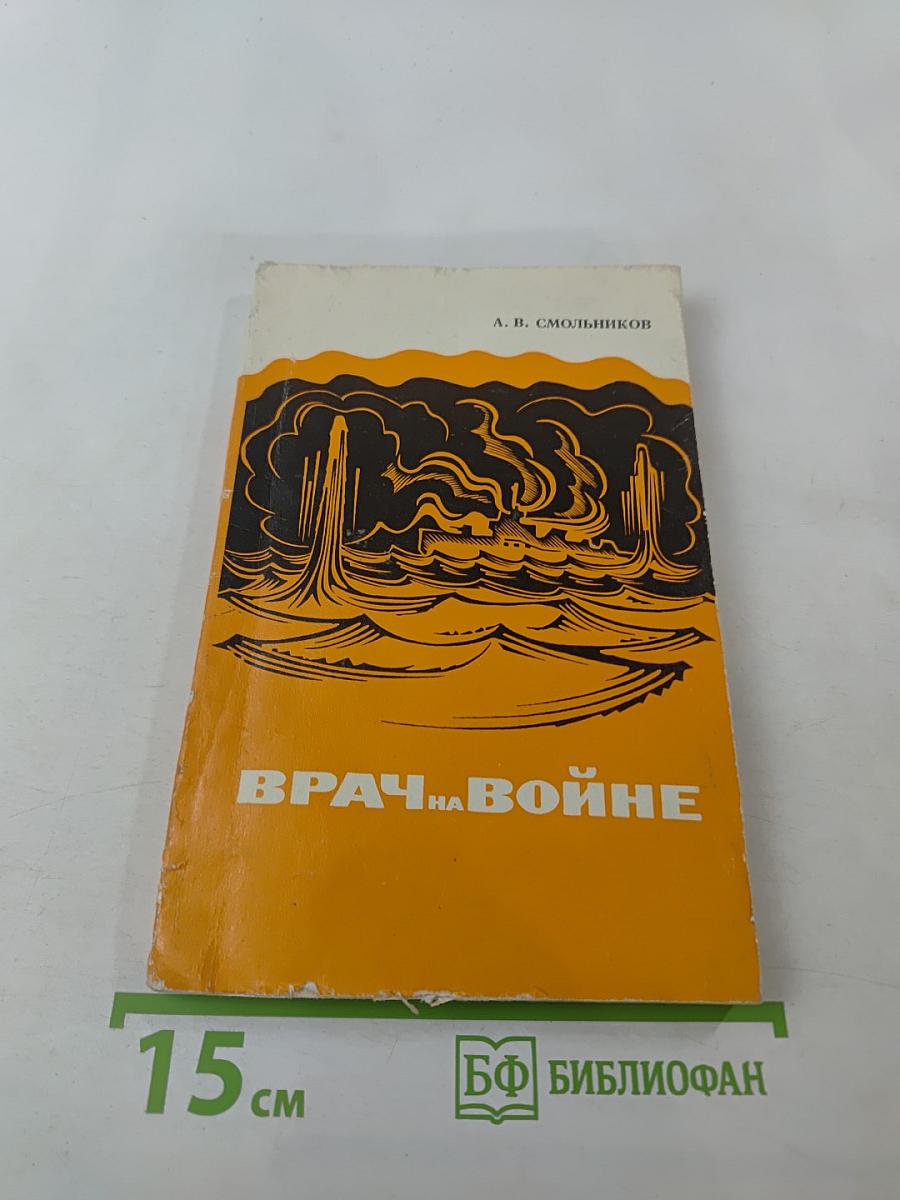 А. В. СМОЛЬНИКОВ
ВРАЧ НА ВОЙНЕ
15 см
БФ БИБЛИОФАН